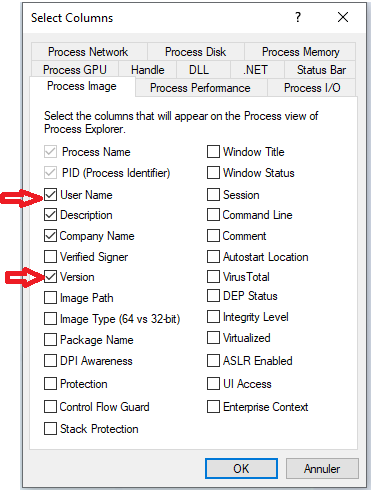 Select Columns
? ×
Process Network Process Disk Process Memory
Process GPU Handle DLL .NET Status Bar
Process Image Process Performance Process I/O
Select the columns that will appear on the Process view of
Process Explorer.
Process Name Window Title
PID (Process Identifier) Window Status
User Name Session
Description Command Line
Company Name Comment
Verified Signer Autostart Location
Version VirusTotal
Image Path DEP Status
Image Type (64 vs 32-bit) Integrity Level
Package Name Virtualized
DPI Awareness ASLR Enabled
Protection UI Access
Control Flow Guard Enterprise Context
Stack Protection
OK Annuler